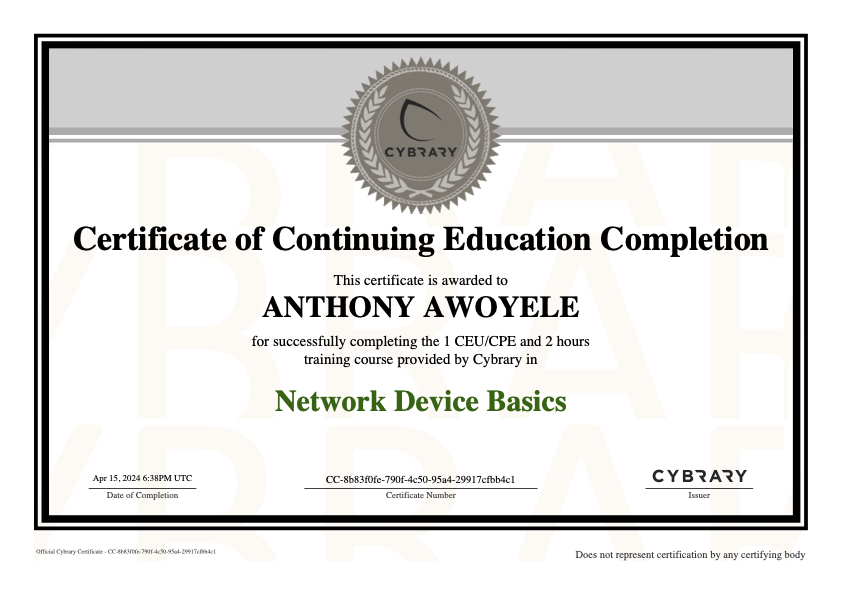 CYBRARY
Certificate of Continuing Education Completion
This certificate is awarded to
ANTHONY AWOYELE
for successfully completing the 1 CEU/CPE and 2 hours
training course provided by Cybrary in
Network Device Basics
Apr 15, 2024 6:38PM UTC
Date of Completion
CC-8b83f0fe-790f-4c50-95a4-29917cfbb4c1
Certificate Number
CYBRARY
Issuer
Official Cybrary Certificate - CC-8b83f0fe-790f-4c50-95a4-29917cfbb4c1
Does not represent certification by any certifying body